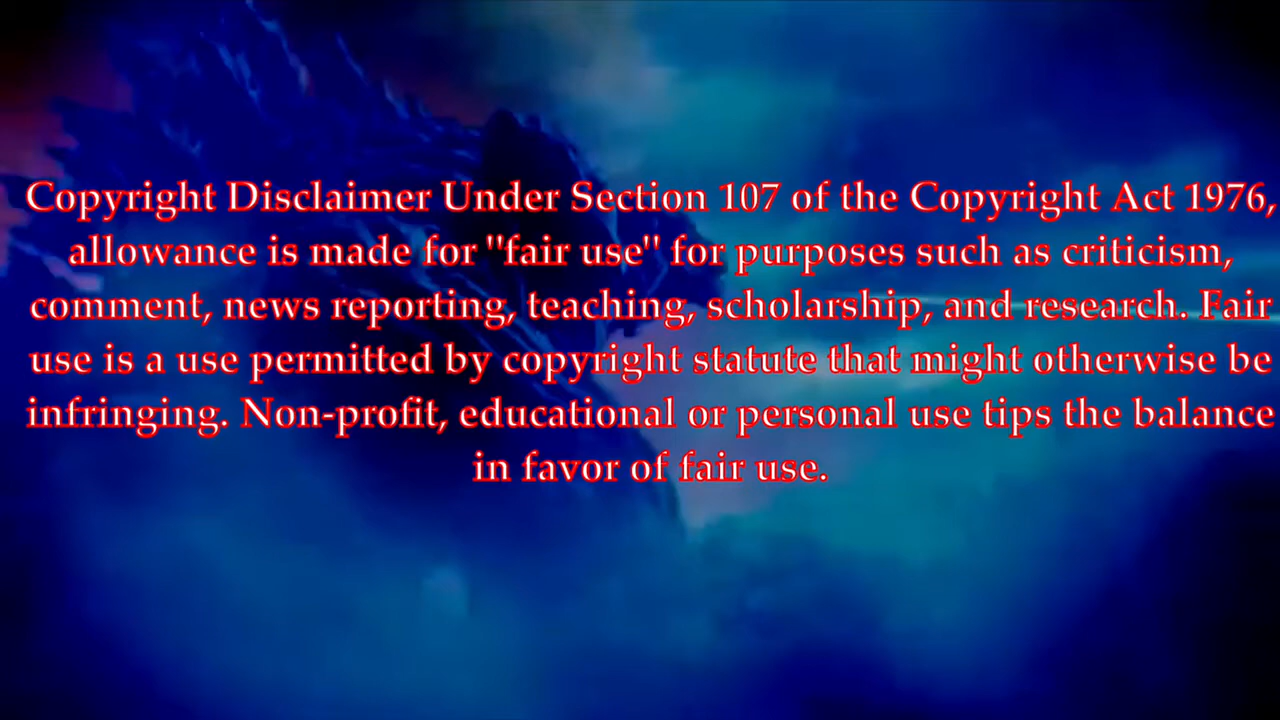 Copyright Disclaimer Under Section 107 of the Copyright Act 1976,
allowance is made for "fair use" for purposes such as criticism,
comment, news reporting, teaching, scholarship, and research. Fair
use is a use permitted by copyright statute that might otherwise be
infringing. Non-profit, educational or personal use tips the balance
in favor of fair use.